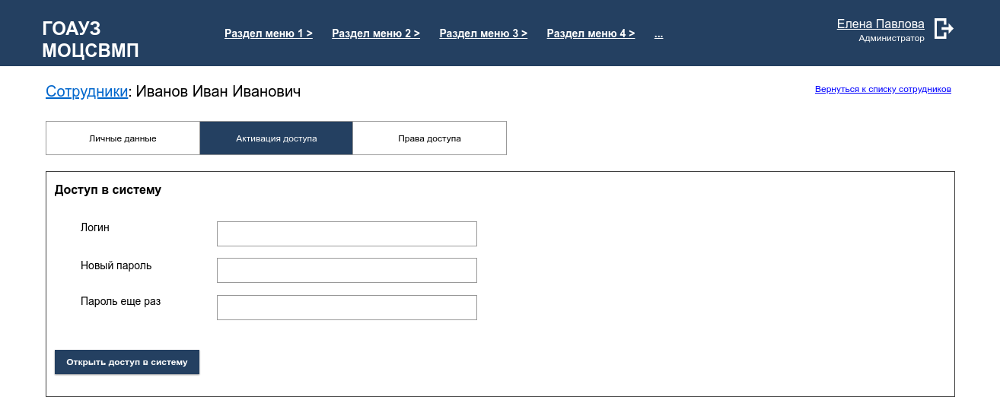 ГОАУЗ
МОЦСВМП
Раздел меню 1 > Раздел меню 2 > Раздел меню 3 > Раздел меню 4 > ...
Елена Павлова
Администратор
Сотрудники: Иванов Иван Иванович
Вернуться к списку сотрудников
Личные данные Активация доступа Права доступа
Доступ в систему
Логин
Новый пароль
Пароль еще раз
Открыть доступ в систему